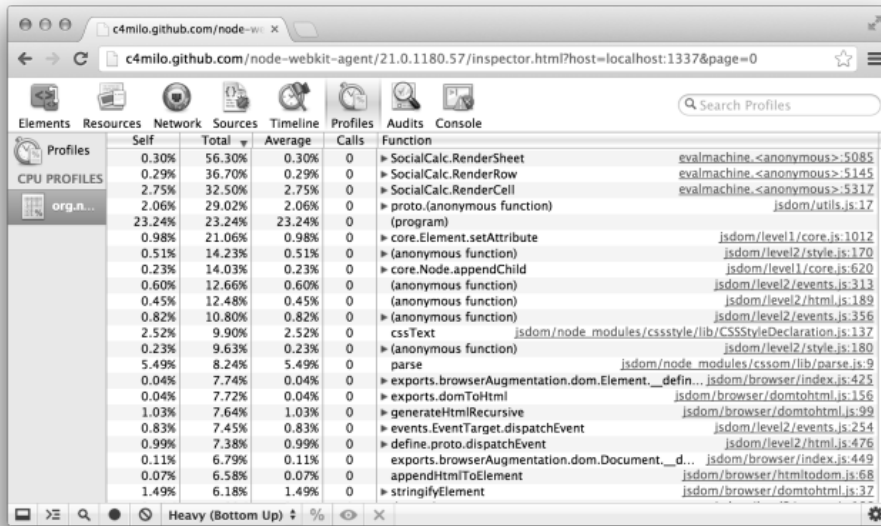 c4milo.github.com/node-we
c4milo.github.com/node-webkit-agent/21.0.1180.57/inspector.html?host=localhost:1337&page=0
Elements Resources Network Sources Timeline Profiles Audits Console Search Profiles
Profiles
CPU PROFILES
org.n...
Self Total Average Calls Function
0.30% 56.30% 0.30% 0 SocialCalc.RenderSheet evalmachine.<anonymous>:5085
0.29% 36.70% 0.29% 0 SocialCalc.RenderRow evalmachine.<anonymous>:5145
2.75% 32.50% 2.75% 0 SocialCalc.RenderCell evalmachine.<anonymous>:5317
2.06% 29.02% 2.06% 0 proto.(anonymous function) jsdom/utils.js:17
23.24% 23.24% 23.24% 0 (program)
0.98% 21.06% 0.98% 0 core.Element.setAttribute jsdom/level1/core.js:1012
0.51% 14.23% 0.51% 0 (anonymous function) jsdom/level2/style.js:170
0.23% 14.03% 0.23% 0 core.Node.appendChild jsdom/level1/core.js:620
0.60% 12.66% 0.60% 0 (anonymous function) jsdom/level2/events.js:313
0.45% 12.48% 0.45% 0 (anonymous function) jsdom/level2/html.js:189
0.82% 10.80% 0.82% 0 (anonymous function) jsdom/level2/events.js:356
2.52% 9.90% 2.52% 0 cssText jsdom/node_modules/cssstyle/lib/CSSStyleDeclaration.js:137
0.23% 9.63% 0.23% 0 (anonymous function) jsdom/level2/style.js:180
5.49% 8.24% 5.49% 0 parse jsdom/node_modules/cssom/lib/parse.js:9
0.04% 7.74% 0.04% 0 exports.browserAugmentation.dom.Element.__defin... jsdom/browser/index.js:425
0.04% 7.72% 0.04% 0 exports.domToHtml jsdom/browser/domtohtml.js:156
1.03% 7.64% 1.03% 0 generateHtmlRecursive jsdom/browser/domtohtml.js:99
0.83% 7.45% 0.83% 0 events.EventTarget.dispatchEvent jsdom/level2/events.js:254
0.99% 7.38% 0.99% 0 define.proto.dispatchEvent jsdom/level2/html.js:476
0.11% 6.79% 0.11% 0 exports.browserAugmentation.dom.Document.__d... jsdom/browser/index.js:449
0.07% 6.58% 0.07% 0 appendHtmlToElement jsdom/browser/htmltodom.js:68
1.49% 6.18% 1.49% 0 stringifyElement jsdom/browser/domtohtml.js:37
Heavy (Bottom Up) %